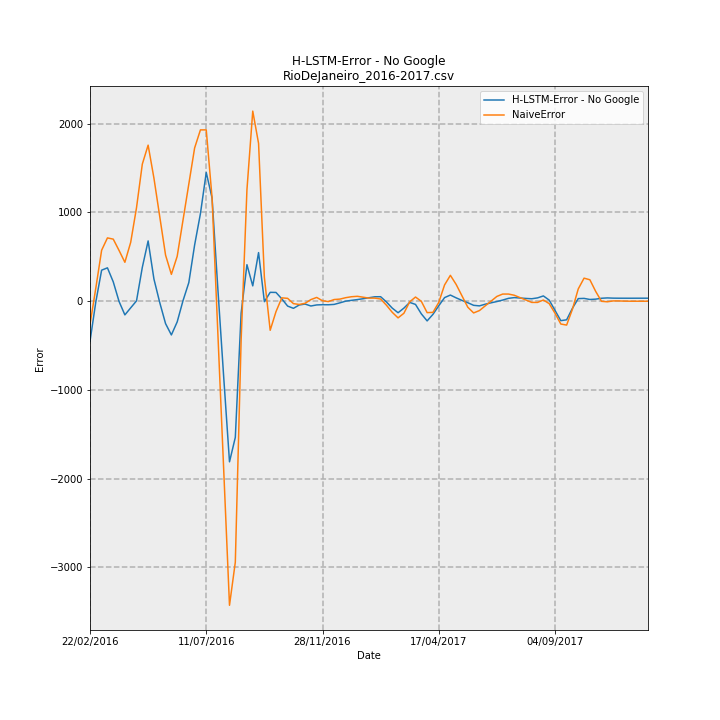 H-LSTM-Error - No Google
RioDeJaneiro_2016-2017.csv
H-LSTM-Error - No Google
NaiveError
2000
1000
0
−1000
−2000
−3000
Error
22/02/2016
11/07/2016
28/11/2016
17/04/2017
04/09/2017
Date